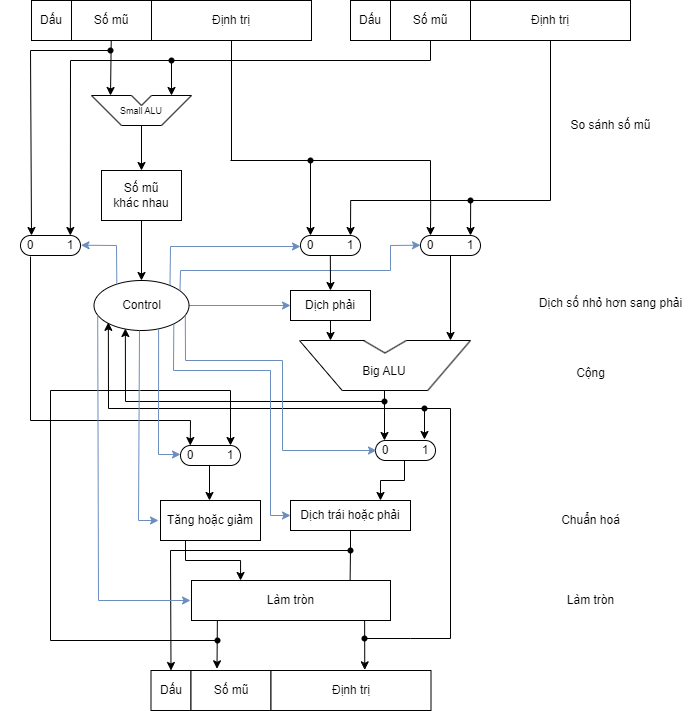 Dấu Số mũ Định trị Dấu Số mũ Định trị
Small ALU
So sánh số mũ
Số mũ
khác nhau
0 1 0 1 0 1
Control
Dịch phải
Dịch số nhỏ hơn sang phải
Big ALU
Cộng
0 1 0 1
Tăng hoặc giảm
Dịch trái hoặc phải
Chuẩn hoá
Làm tròn
Làm tròn
Dấu Số mũ Định trị